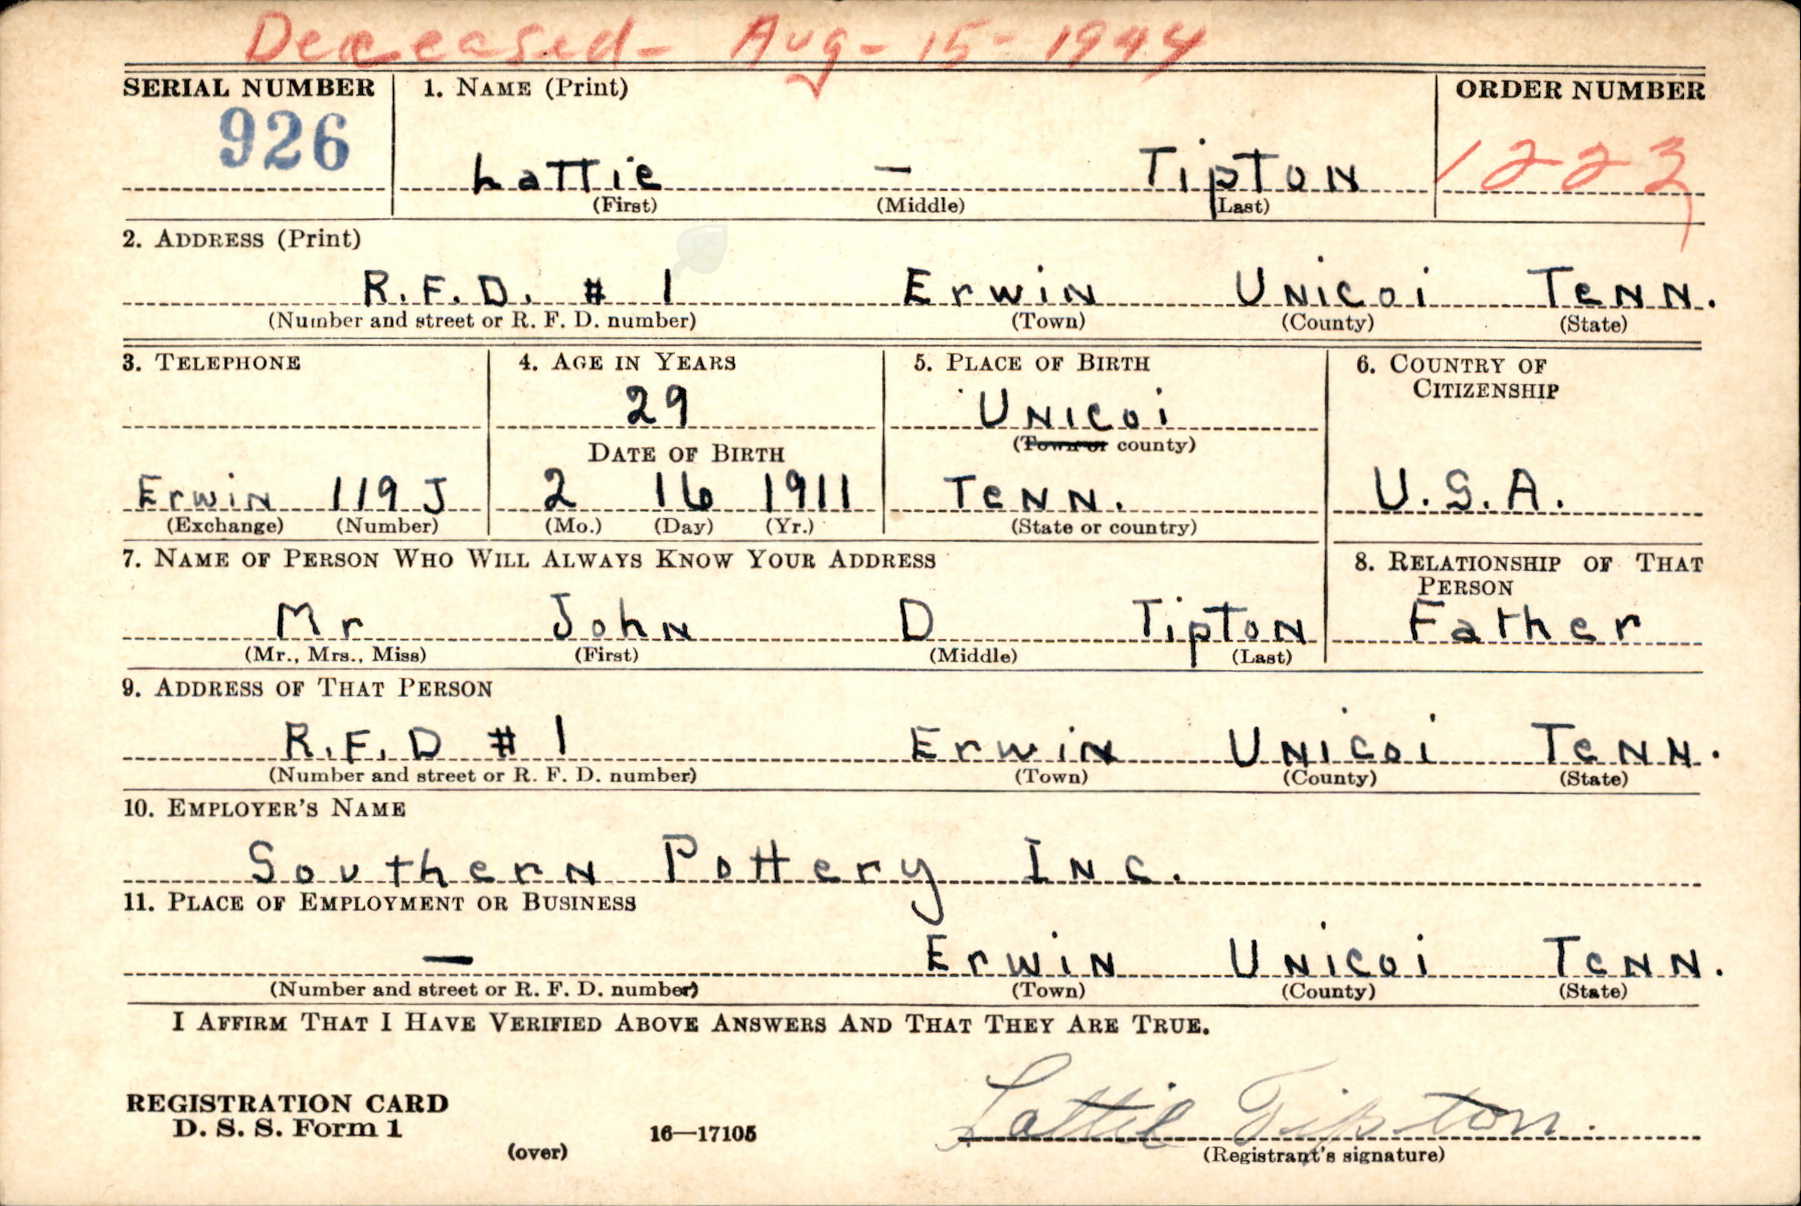 Deceased- Aug- 15- 1944
SERIAL NUMBER 1. NAME (Print) ORDER NUMBER
926 1223
Lattie — Tipton
(First) (Middle) (Last)
2. ADDRESS (Print)
R.F.D. # 1 Erwin Unicoi Tenn.
(Number and street or R. F. D. number) (Town) (County) (State)
3. TELEPHONE 4. AGE IN YEARS 5. PLACE OF BIRTH 6. COUNTRY OF CITIZENSHIP
29 Unicoi
DATE OF BIRTH (Town or county)
Erwin 119 J 2 16 1911 Tenn. U.S.A.
(Exchange) (Number) (Mo.) (Day) (Yr.) (State or country)
7. NAME OF PERSON WHO WILL ALWAYS KNOW YOUR ADDRESS 8. RELATIONSHIP OF THAT PERSON
Mr John D Tipton Father
(Mr., Mrs., Miss) (First) (Middle) (Last)
9. ADDRESS OF THAT PERSON
R.F.D # 1 Erwin Unicoi Tenn.
(Number and street or R. F. D. number) (Town) (County) (State)
10. EMPLOYER'S NAME
Southern Pottery Inc.
11. PLACE OF EMPLOYMENT OR BUSINESS
— Erwin Unicoi Tenn.
(Number and street or R. F. D. number) (Town) (County) (State)
I AFFIRM THAT I HAVE VERIFIED ABOVE ANSWERS AND THAT THEY ARE TRUE.
REGISTRATION CARD
D. S. S. Form 1
(over) 16—17105
Lattie Tipton.
(Registrant's signature)